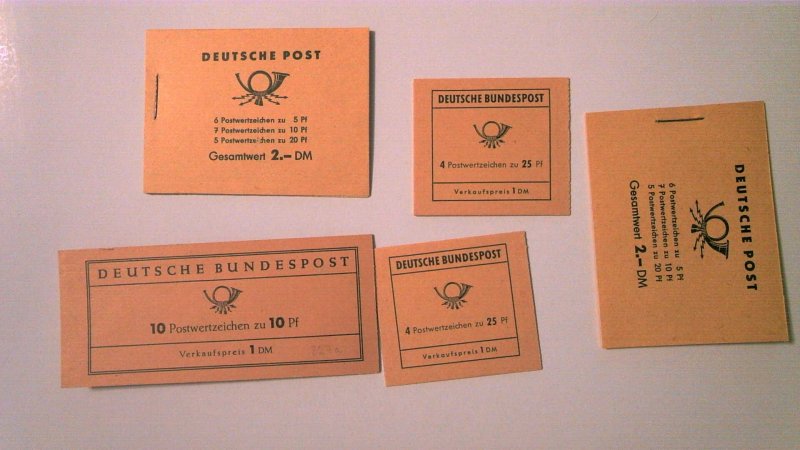 DEUTSCHE POST
6 Postwertzeichen zu 5 Pf
7 Postwertzeichen zu 10 Pf
5 Postwertzeichen zu 20 Pf
Gesamtwert 2.– DM
DEUTSCHE BUNDESPOST
4 Postwertzeichen zu 25 Pf
Verkaufspreis 1 DM
DEUTSCHE POST
6 Postwertzeichen zu 5 Pf
7 Postwertzeichen zu 10 Pf
5 Postwertzeichen zu 20 Pf
Gesamtwert 2.– DM
DEUTSCHE BUNDESPOST
10 Postwertzeichen zu 10 Pf
Verkaufspreis 1 DM
DEUTSCHE BUNDESPOST
4 Postwertzeichen zu 25 Pf
Verkaufspreis 1 DM